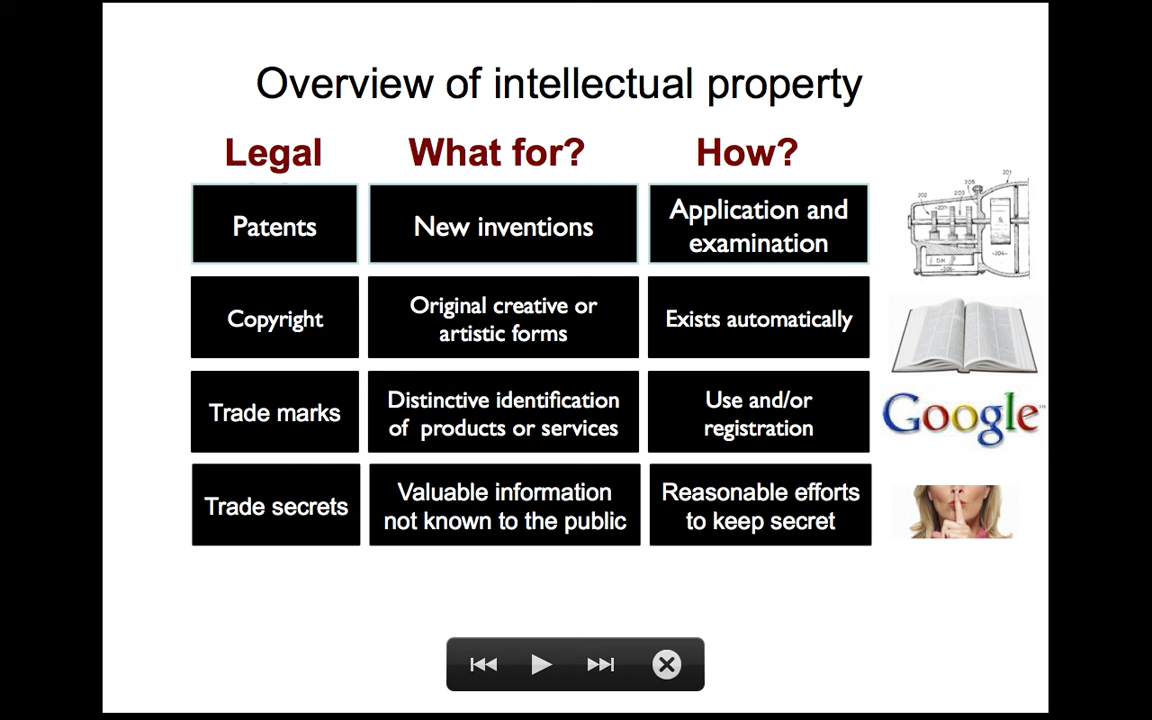 Overview of intellectual property
Legal
What for?
How?
Patents
New inventions
Application and
examination
Copyright
Original creative or
artistic forms
Exists automatically
Trade marks
Distinctive identification
of products or services
Use and/or
registration
Google
Trade secrets
Valuable information
not known to the public
Reasonable efforts
to keep secret